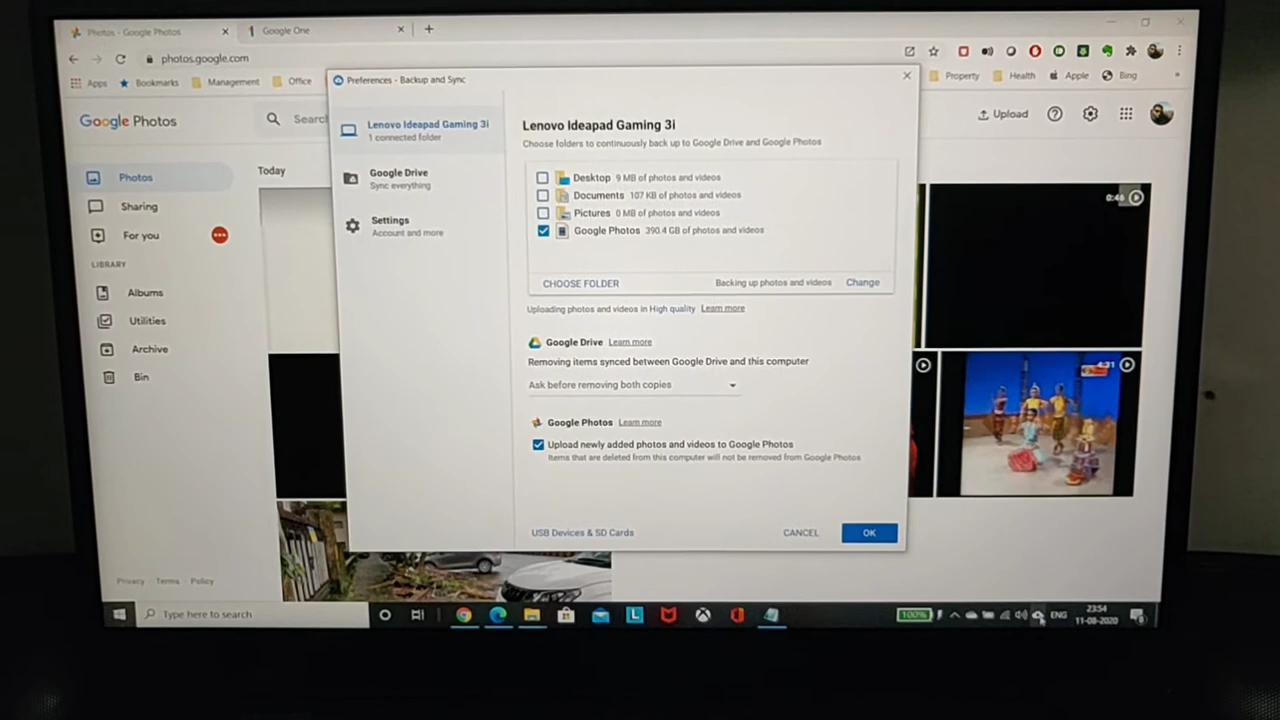 Photos - Google Photos
Google One
photos.google.com
Apps
Bookmarks
Management
Office
Property
Health
Apple
Bing
Google Photos
Search
Upload
Photos
Sharing
For you
LIBRARY
Albums
Utilities
Archive
Bin
Privacy · Terms · Policy
Today
0:46
4:31
Preferences - Backup and Sync
Lenovo Ideapad Gaming 3i
1 connected folder
Google Drive
Sync everything
Settings
Account and more
Lenovo Ideapad Gaming 3i
Choose folders to continuously back up to Google Drive and Google Photos
Desktop 9 MB of photos and videos
Documents 107 KB of photos and videos
Pictures 0 MB of photos and videos
Google Photos 390.4 GB of photos and videos
CHOOSE FOLDER
Backing up photos and videos Change
Uploading photos and videos in High quality Learn more
Google Drive Learn more
Removing items synced between Google Drive and this computer
Ask before removing both copies
Google Photos Learn more
Upload newly added photos and videos to Google Photos
Items that are deleted from this computer will not be removed from Google Photos
USB Devices & SD Cards
CANCEL
OK
Type here to search
100%
ENG
23:54
11-08-2020